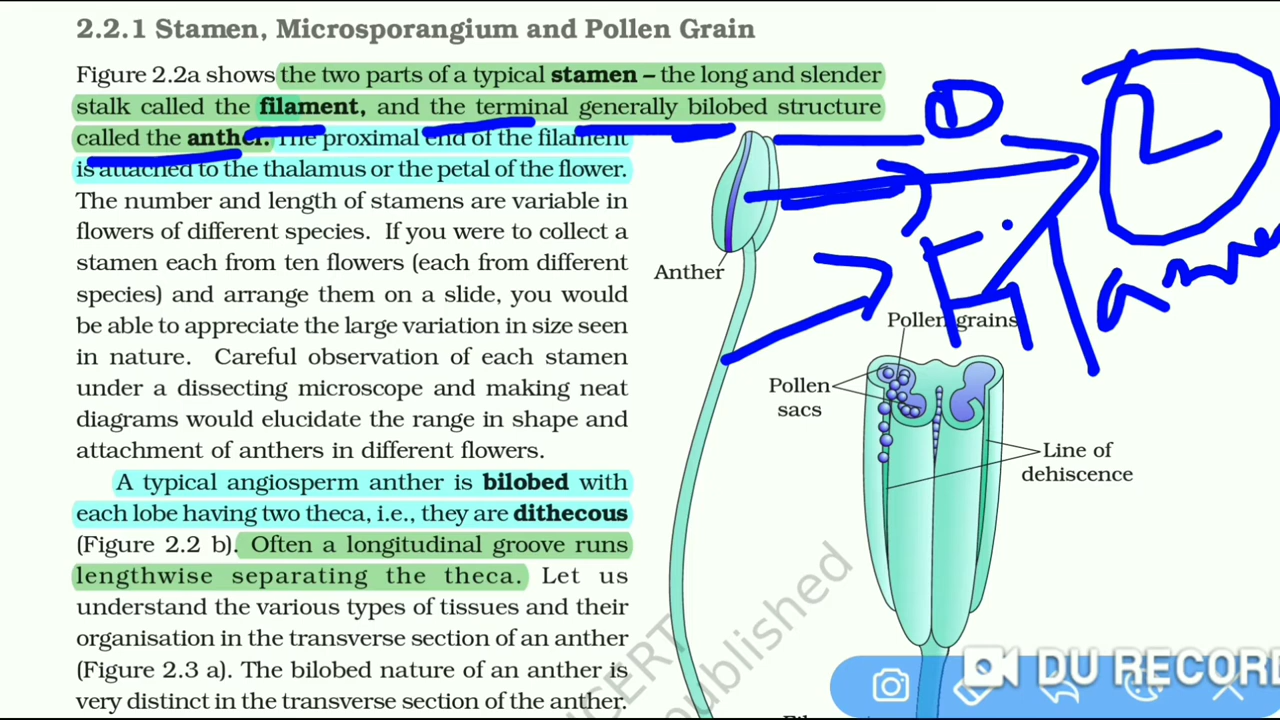 2.2.1 Stamen, Microsporangium and Pollen Grain
Figure 2.2a shows the two parts of a typical stamen – the long and slender
stalk called the filament, and the terminal generally bilobed structure
called the anther. The proximal end of the filament
is attached to the thalamus or the petal of the flower.
The number and length of stamens are variable in
flowers of different species. If you were to collect a
stamen each from ten flowers (each from different
species) and arrange them on a slide, you would
be able to appreciate the large variation in size seen
in nature. Careful observation of each stamen
under a dissecting microscope and making neat
diagrams would elucidate the range in shape and
attachment of anthers in different flowers.
A typical angiosperm anther is bilobed with
each lobe having two theca, i.e., they are dithecous
(Figure 2.2 b). Often a longitudinal groove runs
lengthwise separating the theca. Let us
understand the various types of tissues and their
organisation in the transverse section of an anther
(Figure 2.3 a). The bilobed nature of an anther is
very distinct in the transverse section of the anther.
Anther
Pollen grains
Pollen
sacs
Line of
dehiscence
published
DU RECORD